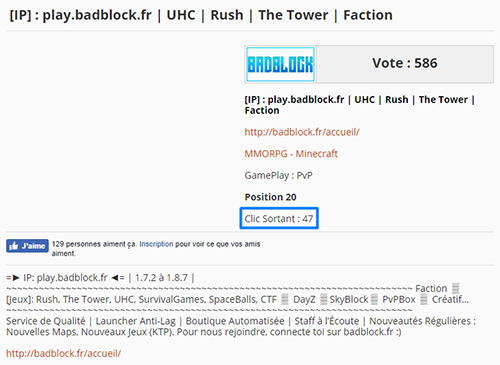 [IP] : play.badblock.fr | UHC | Rush | The Tower | Faction
BADBLOCK
Vote : 586
[IP] : play.badblock.fr | UHC | Rush | The Tower |
Faction
http://badblock.fr/accueil/
MMORPG - Minecraft
GamePlay : PvP
Position 20
Clic Sortant : 47
J'aime 129 personnes aiment ça. Inscription pour voir ce que vos amis
aiment.
=► IP: play.badblock.fr ◄= | 1.7.2 à 1.8.7 |
~~~~~~~~~~~~~~~~~~~~~~~~~~~~~~~~~~~~~~~~~~~~~~~~~~~~~~~~~~~~~~~~~~~~~~~~~~ Faction ▒
[Jeux]: Rush, The Tower, UHC, SurvivalGames, SpaceBalls, CTF ▒ DayZ ▒ SkyBlock ▒ PvPBox ▒ Créatif...
~~~~~~~~~~~~~~~~~~~~~~~~~~~~~~~~~~~~~~~~~~~~~~~~~~~~~~~~~~~~~~~~~~~~~~~~~~
Service de Qualité | Launcher Anti-Lag | Boutique Automatisée | Staff à l'Écoute | Nouveautés Régulières :
Nouvelles Maps, Nouveaux Jeux (KTP). Pour nous rejoindre, connecte toi sur badblock.fr :)
http://badblock.fr/accueil/